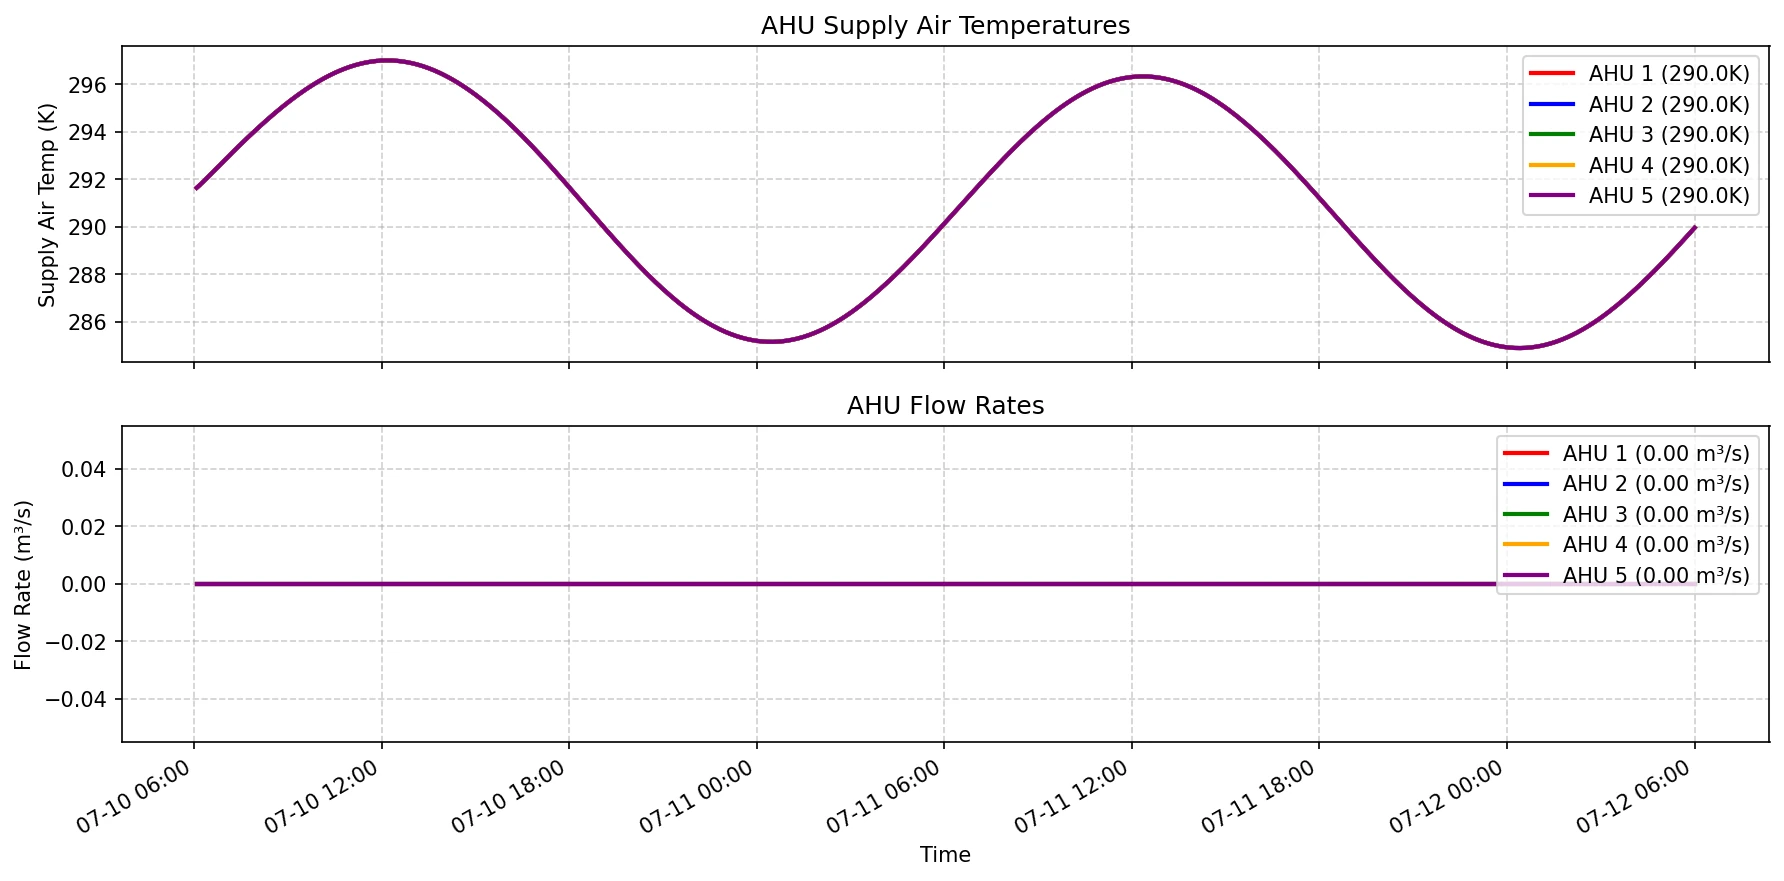 AHU Supply Air Temperatures
Supply Air Temp (K)
296
294
292
290
288
286
AHU 1 (290.0K)
AHU 2 (290.0K)
AHU 3 (290.0K)
AHU 4 (290.0K)
AHU 5 (290.0K)
AHU Flow Rates
Flow Rate (m³/s)
0.04
0.02
0.00
−0.02
−0.04
AHU 1 (0.00 m³/s)
AHU 2 (0.00 m³/s)
AHU 3 (0.00 m³/s)
AHU 4 (0.00 m³/s)
AHU 5 (0.00 m³/s)
07-10 06:00
07-10 12:00
07-10 18:00
07-11 00:00
07-11 06:00
07-11 12:00
07-11 18:00
07-12 00:00
07-12 06:00
Time